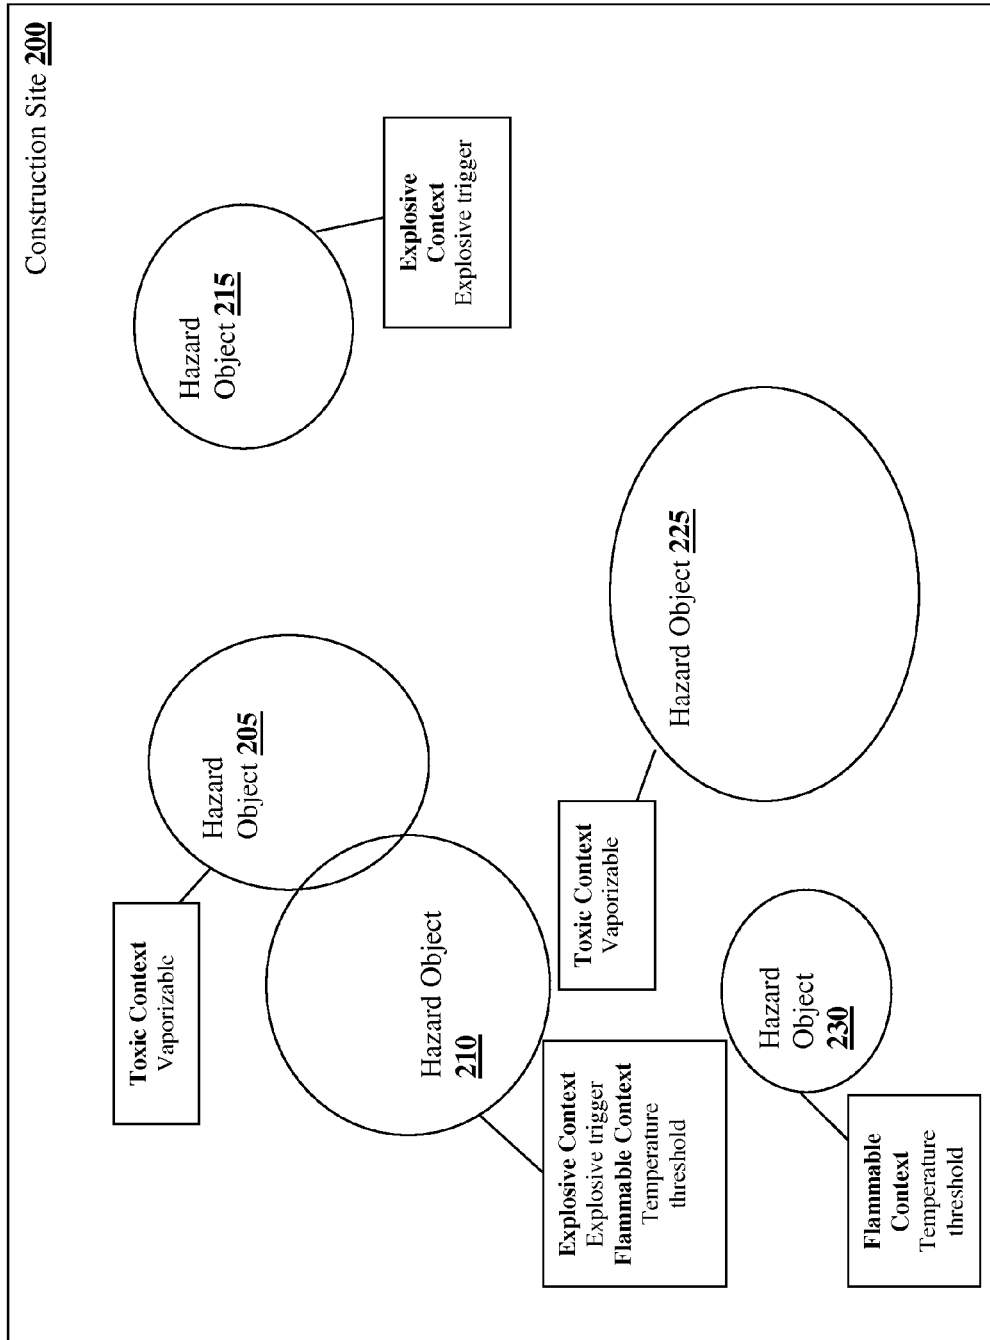 Construction Site 200
Toxic Context
Vaporizable
Hazard
Object 205
Hazard
Object 215
Hazard Object
210
Explosive
Context
Explosive trigger
Explosive Context
Explosive trigger
Flammable Context
Temperature
threshold
Toxic Context
Vaporizable
Hazard Object 225
Hazard
Object
230
Flammable
Context
Temperature
threshold